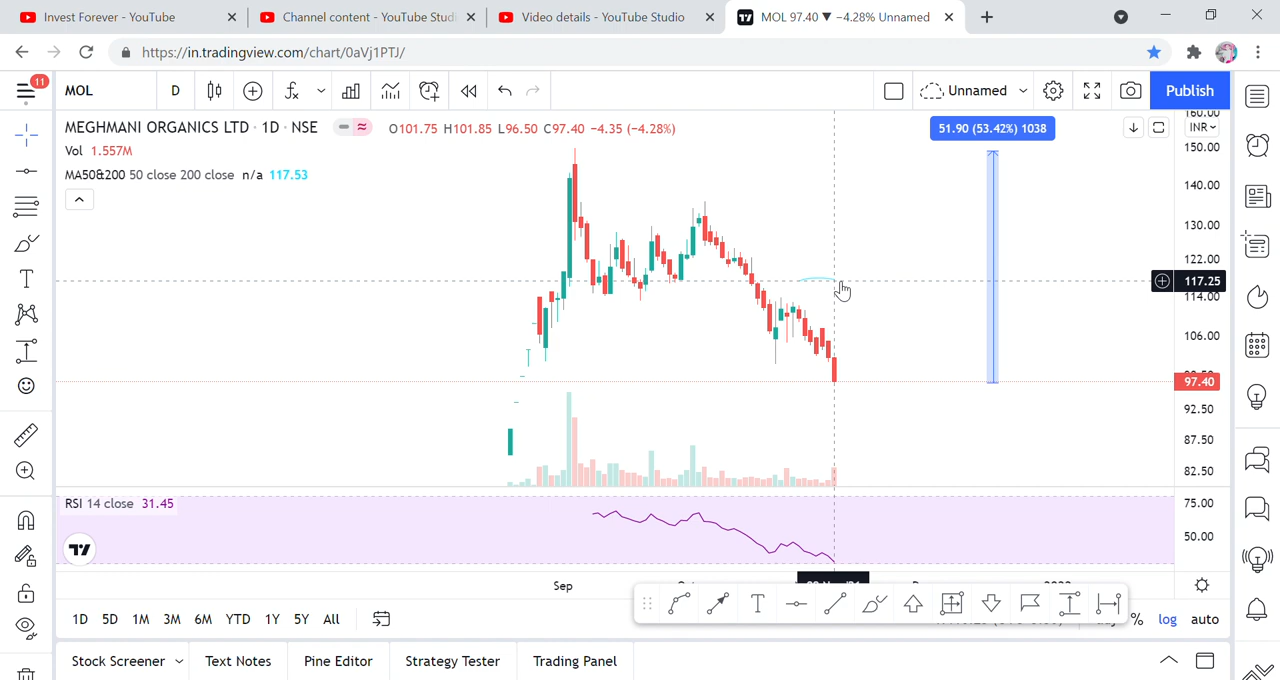 Invest Forever - YouTube
Channel content - YouTube Studi
Video details - YouTube Studio
MOL 97.40 ▼ −4.28% Unnamed
https://in.tradingview.com/chart/0aVj1PTJ/
11
MOL
D
Unnamed
Publish
MEGHMANI ORGANICS LTD · 1D · NSE
O101.75 H101.85 L96.50 C97.40 −4.35 (−4.28%)
Vol 1.557M
MA50&200 50 close 200 close n/a 117.53
51.90 (53.42%) 1038
160.00
INR
150.00
140.00
130.00
122.00
117.25
114.00
106.00
97.40
92.50
87.50
82.50
RSI 14 close 31.45
75.00
50.00
Sep
1D 5D 1M 3M 6M YTD 1Y 5Y All
% log auto
Stock Screener Text Notes Pine Editor Strategy Tester Trading Panel